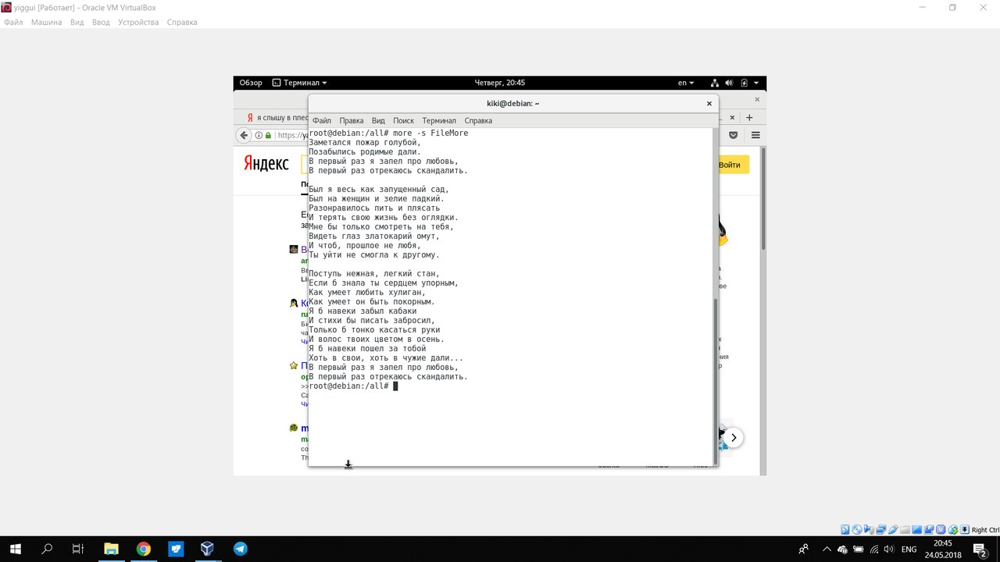 yiggui [Работает] - Oracle VM VirtualBox
Файл Машина Вид Ввод Устройства Справка
Обзор Терминал Четверг, 20:45 en
kiki@debian: ~
я слышу в плес
Файл Правка Вид Поиск Терминал Справка
https://ya
Яндекс
Войти
root@debian:/all# more -s FileMore
Заметался пожар голубой,
Позабылись родимые дали.
В первый раз я запел про любовь,
В первый раз отрекаюсь скандалить.
Был я весь как запущенный сад,
Был на женщин и зелие падкий.
Разонравилось пить и плясать
И терять свою жизнь без оглядки.
Мне бы только смотреть на тебя,
Видеть глаз златокарий омут,
И чтоб, прошлое не любя,
Ты уйти не смогла к другому.
Поступь нежная, легкий стан,
Если б знала ты сердцем упорным,
Как умеет любить хулиган,
Как умеет он быть покорным.
Я б навеки забыл кабаки
И стихи бы писать забросил,
Только б тонко касаться руки
И волос твоих цветом в осень.
Я б навеки пошел за тобой
Хоть в свои, хоть в чужие дали...
В первый раз я запел про любовь,
В первый раз отрекаюсь скандалить.
root@debian:/all#
Right Ctrl
ENG
20:45
24.05.2018
2